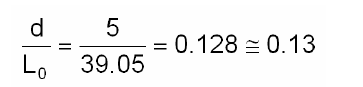 d/L₀ = 5/39.05 = 0.128 ≅ 0.13